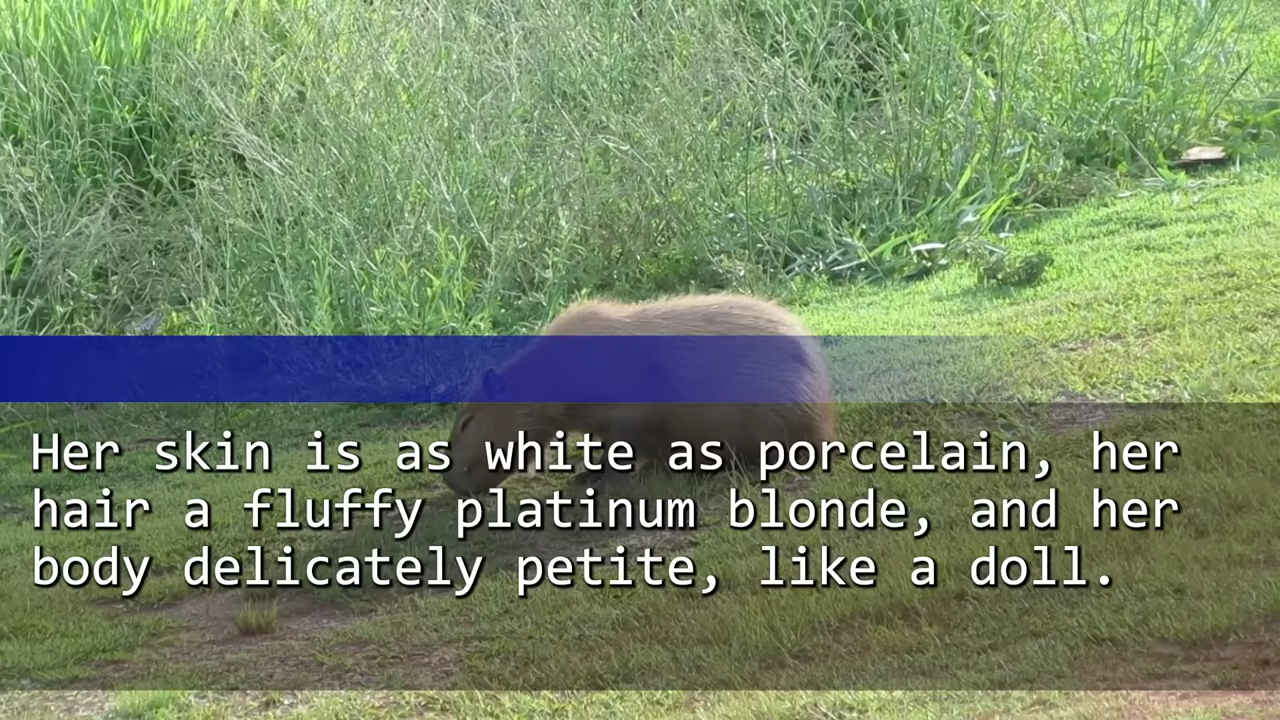 Her skin is as white as porcelain, her
hair a fluffy platinum blonde, and her
body delicately petite, like a doll.